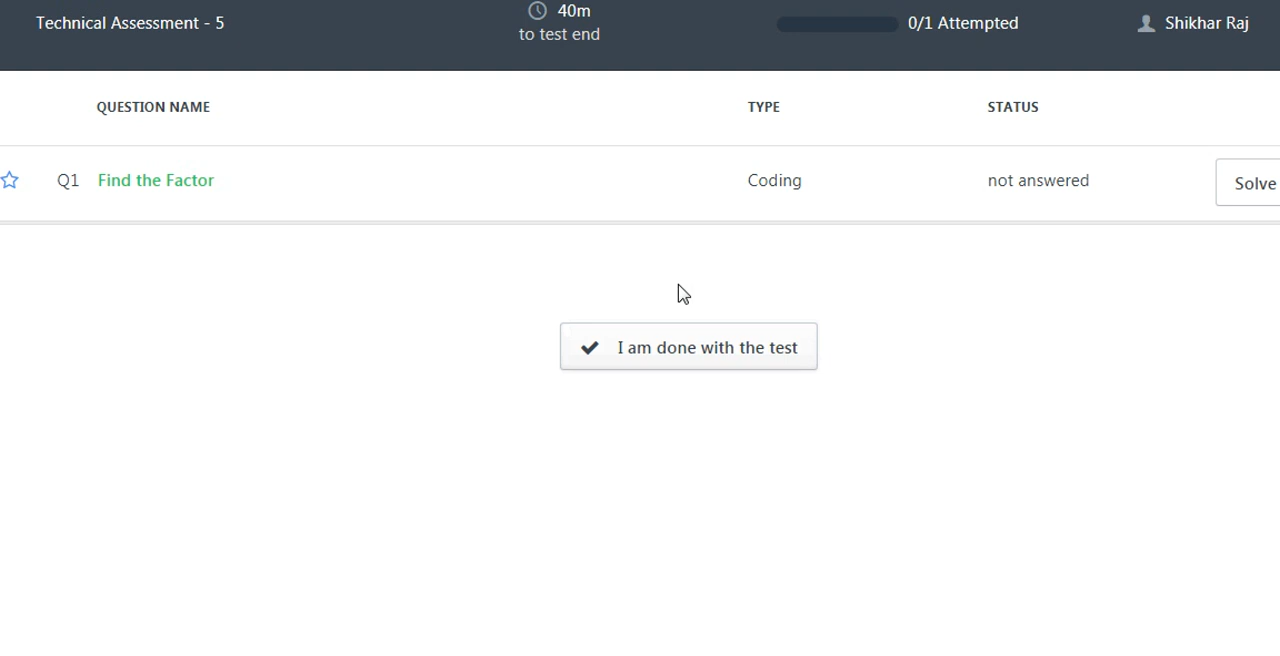 Technical Assessment - 5
40m
to test end
0/1 Attempted
Shikhar Raj
QUESTION NAME TYPE STATUS
Q1 Find the Factor Coding not answered Solve
I am done with the test